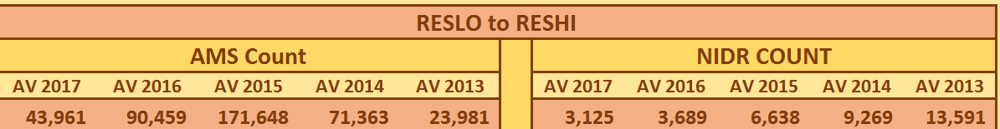 RESLO to RESHI
AMS Count NIDR COUNT
AV 2017 AV 2016 AV 2015 AV 2014 AV 2013 AV 2017 AV 2016 AV 2015 AV 2014 AV 2013
43,961 90,459 171,648 71,363 23,981 3,125 3,689 6,638 9,269 13,591